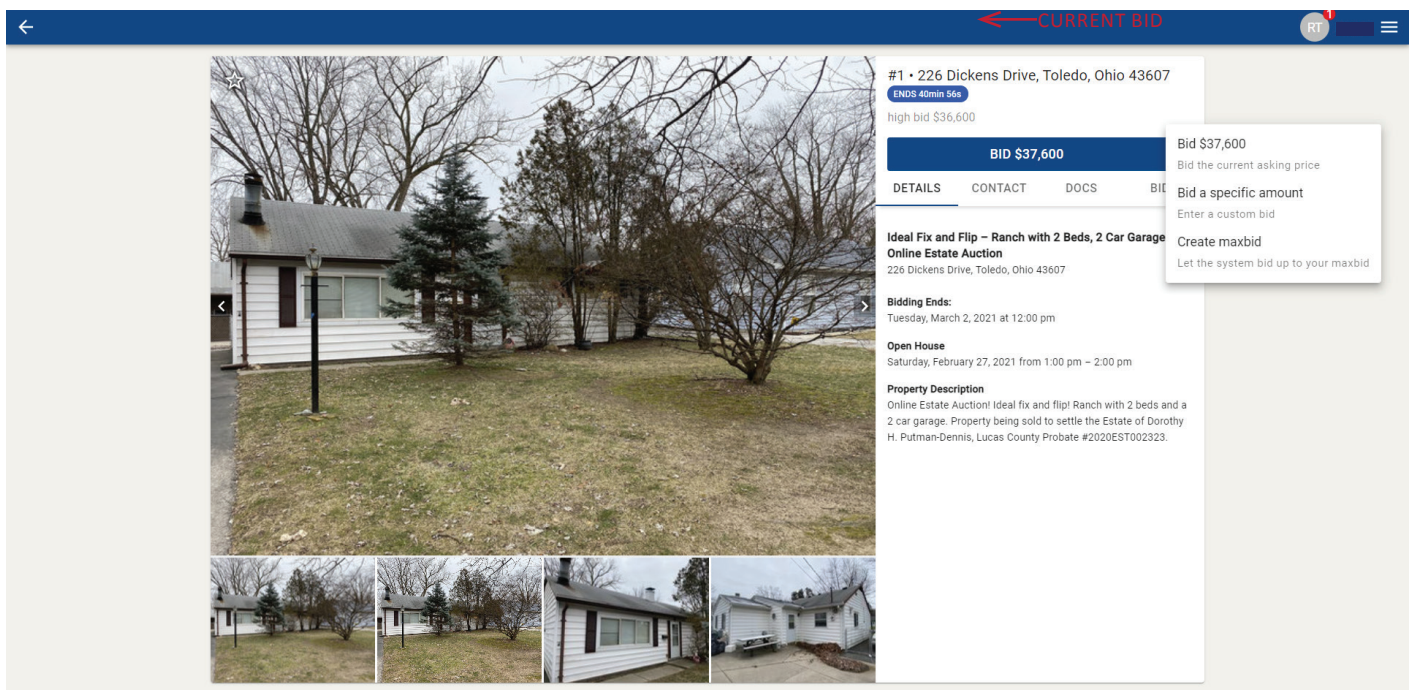 CURRENT BID
RT
1
#1 • 226 Dickens Drive, Toledo, Ohio 43607
ENDS 40min 56s
high bid $36,600
BID $37,600
DETAILS CONTACT DOCS BID
Bid $37,600
Bid the current asking price
Bid a specific amount
Enter a custom bid
Create maxbid
Let the system bid up to your maxbid
Ideal Fix and Flip – Ranch with 2 Beds, 2 Car Garage
Online Estate Auction
226 Dickens Drive, Toledo, Ohio 43607
Bidding Ends:
Tuesday, March 2, 2021 at 12:00 pm
Open House
Saturday, February 27, 2021 from 1:00 pm – 2:00 pm
Property Description
Online Estate Auction! Ideal fix and flip! Ranch with 2 beds and a
2 car garage. Property being sold to settle the Estate of Dorothy
H. Putman-Dennis, Lucas County Probate #2020EST002323.